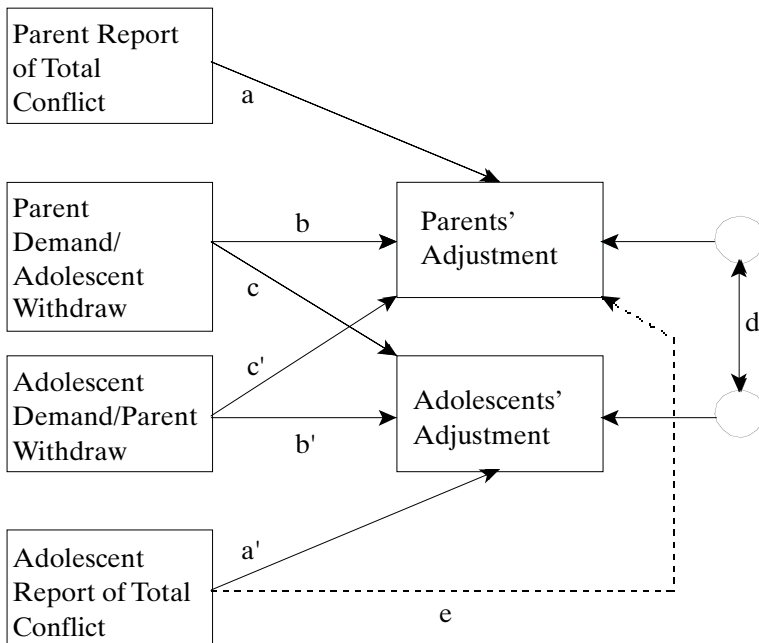 Parent Report
of Total
Conflict
a
Parent
Demand/
Adolescent
Withdraw
b
c
Parents’
Adjustment
d
c'
Adolescent
Demand/Parent
Withdraw
b'
Adolescents’
Adjustment
a'
Adolescent
Report of Total
Conflict
e